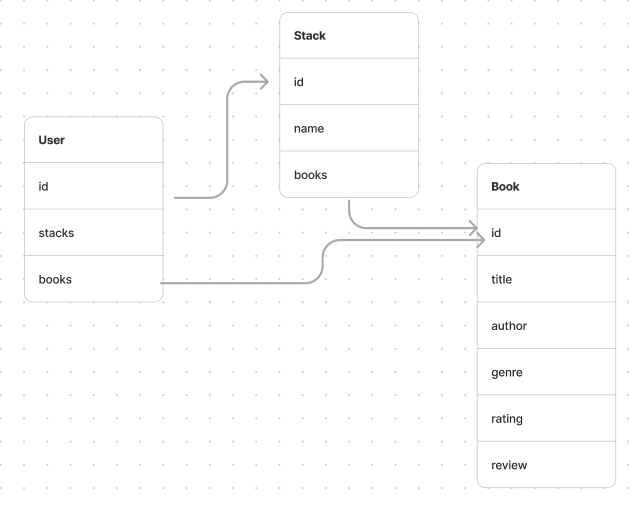 Stack
id
name
books
User
id
stacks
books
Book
id
title
author
genre
rating
review